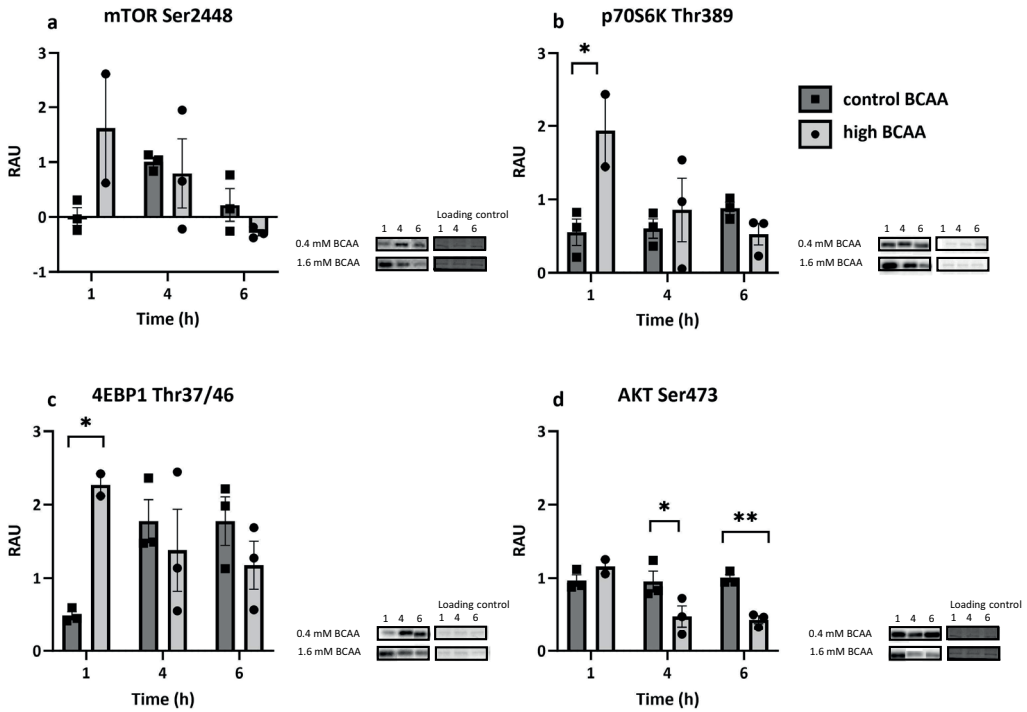 a
mTOR Ser2448
3
2
1
0
-1
RAU
1 4 6
Time (h)
Loading control
1 4 6 1 4 6
0.4 mM BCAA
1.6 mM BCAA
b
p70S6K Thr389
3
2
1
0
RAU
*
1 4 6
Time (h)
control BCAA
high BCAA
1 4 6
0.4 mM BCAA
1.6 mM BCAA
c
4EBP1 Thr37/46
3
2
1
0
RAU
*
1 4 6
Time (h)
Loading control
1 4 6 1 4 6
0.4 mM BCAA
1.6 mM BCAA
d
AKT Ser473
3
2
1
0
RAU
* **
1 4 6
Time (h)
Loading control
1 4 6 1 4 6
0.4 mM BCAA
1.6 mM BCAA